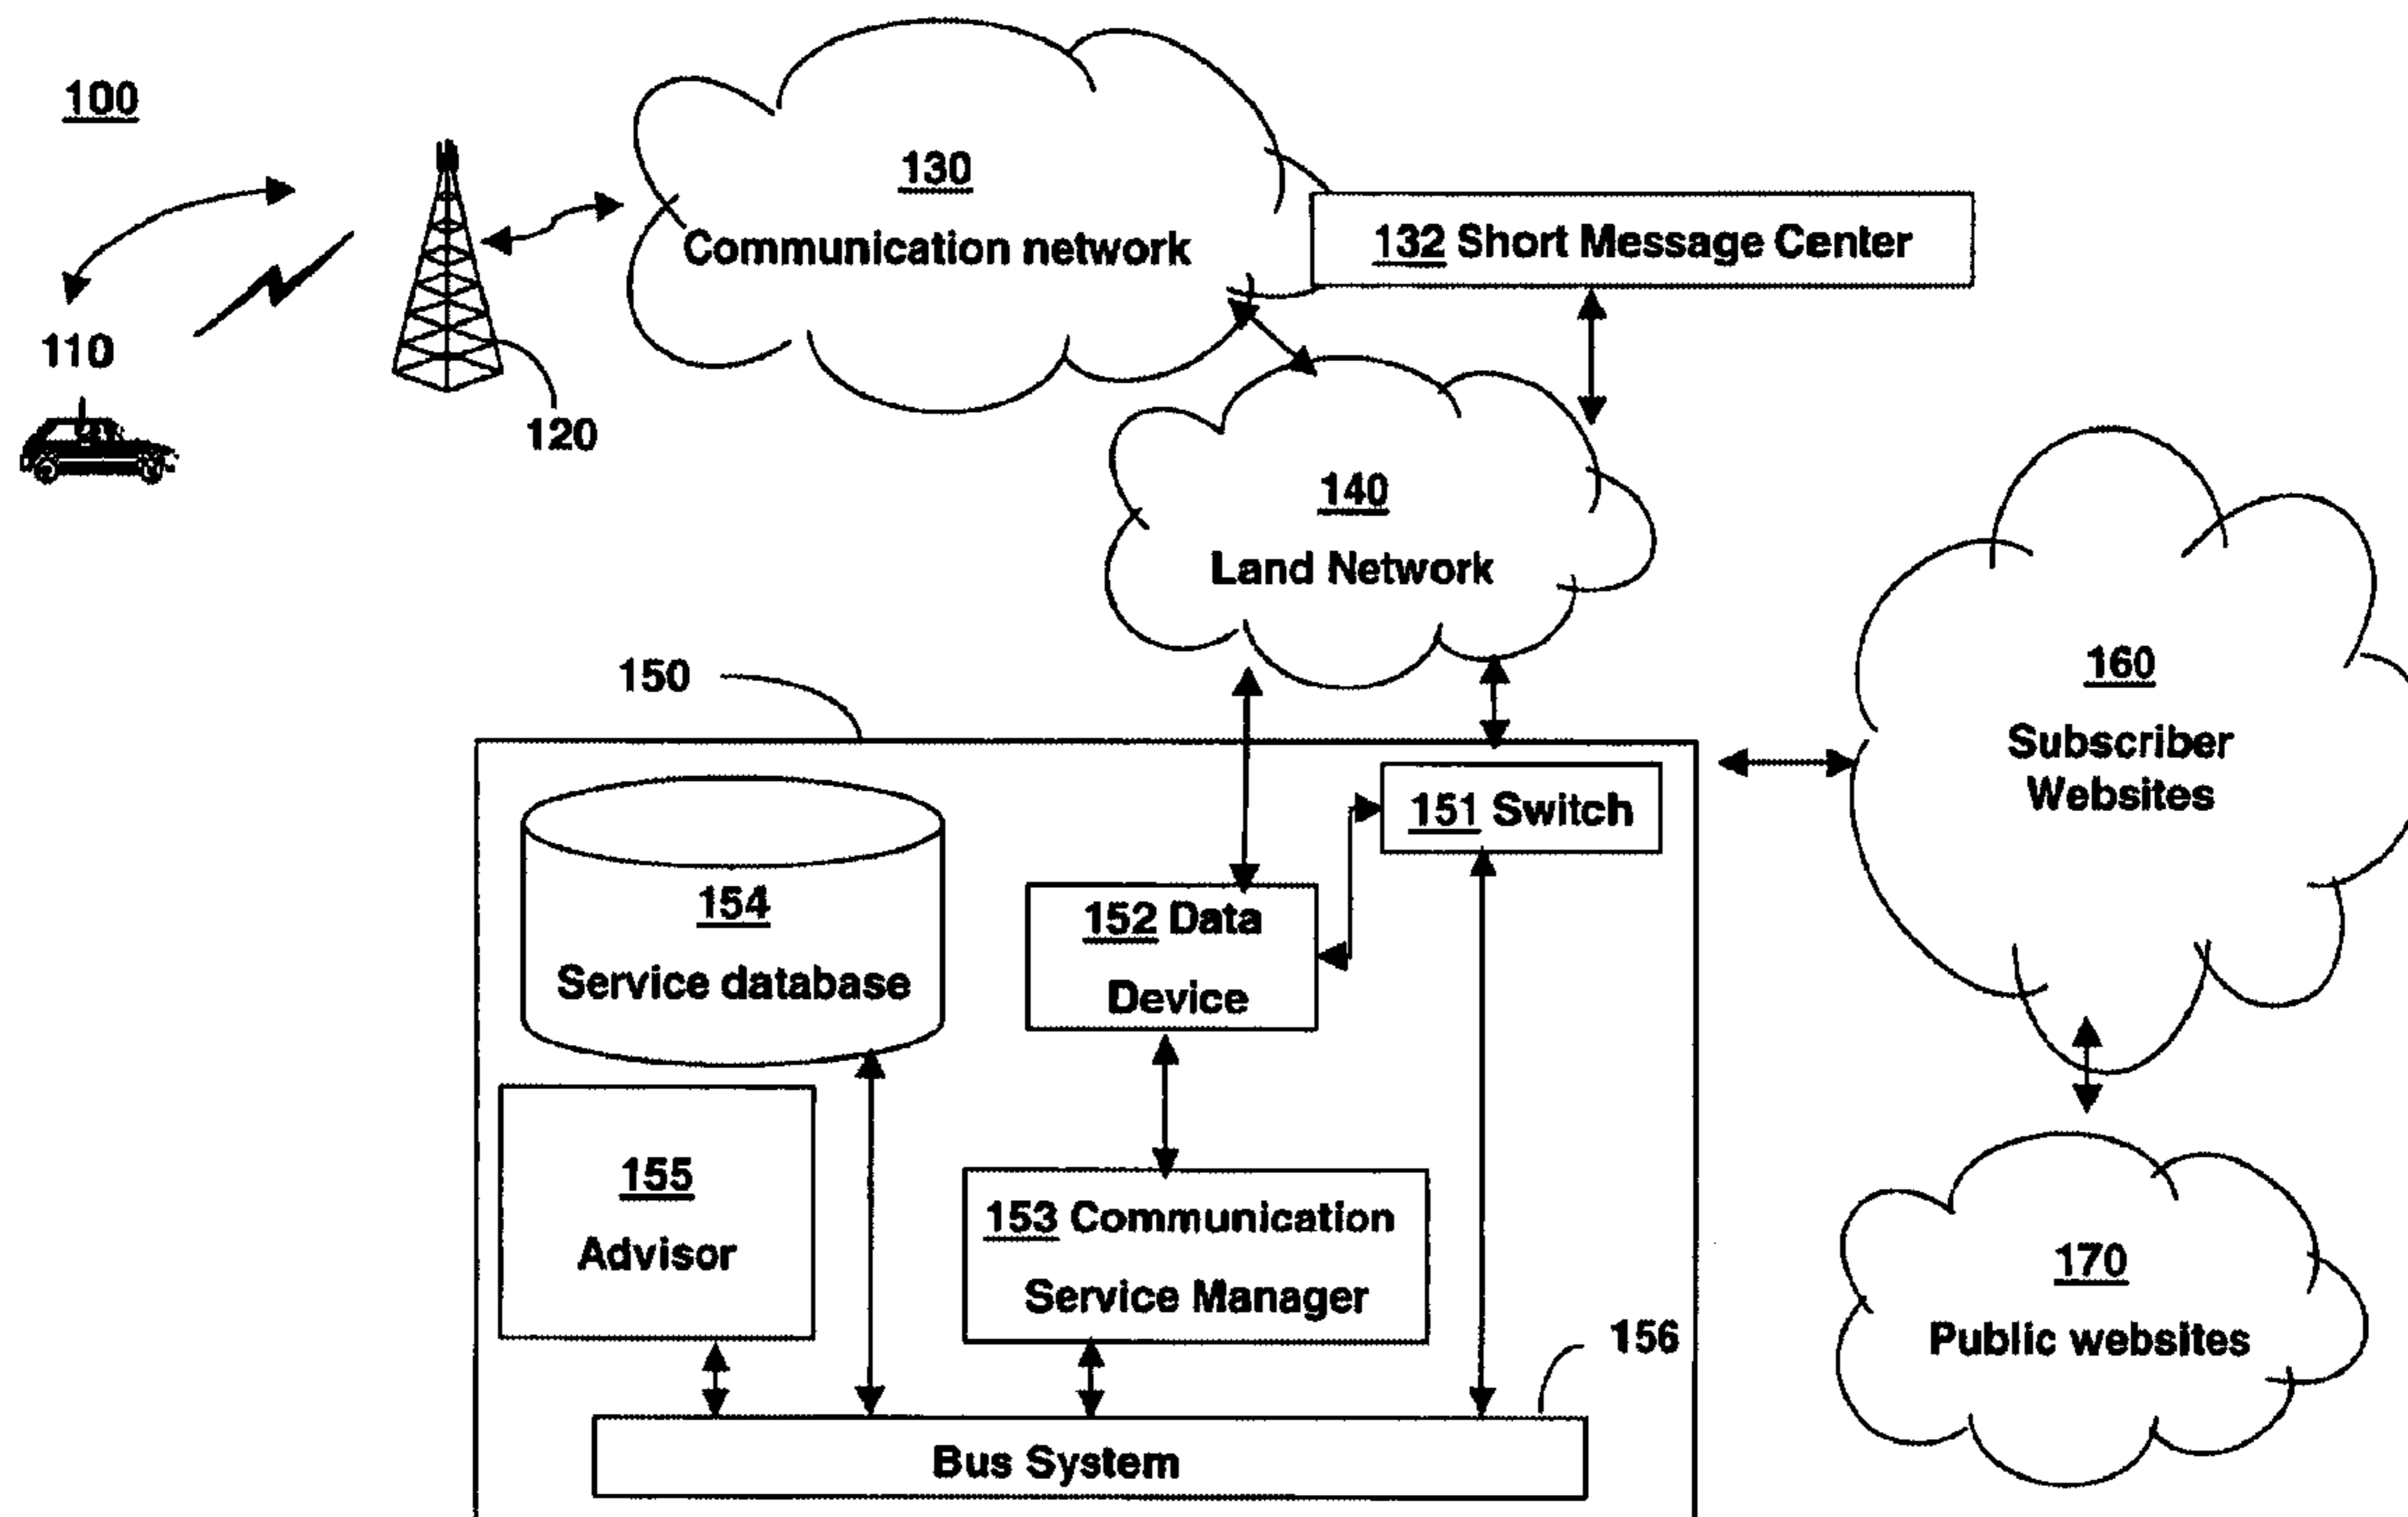 100
130
Communication network
132 Short Message Center
110
120
140
Land Network
150
160
Subscriber
Websites
151 Switch
154
Service database
152 Data
Device
155
Advisor
153 Communication
Service Manager
156
170
Public websites
Bus System